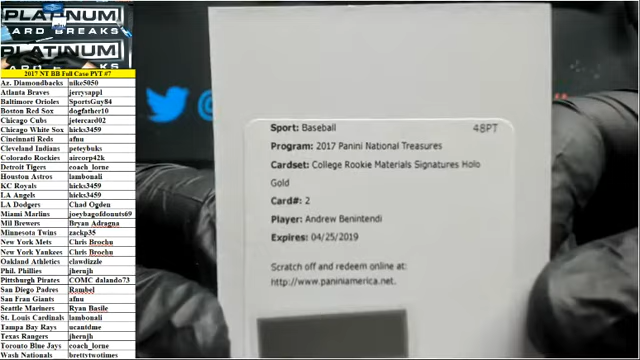 PLATINUM
ARD BREAKS
PLATINUM
2017 NT BB Full Case PYT #7
Az. Diamondbacks nike5050
Atlanta Braves jerrysappl
Baltimore Orioles SportsGuy84
Boston Red Sox dogfather10
Chicago Cubs jetercard02
Chicago White Sox hicks3459
Cincinnati Reds afnu
Cleveland Indians peteybuks
Colorado Rockies aircorp42k
Detroit Tigers coach_lorne
Houston Astros lambonali
KC Royals hicks3459
LA Angels hicks3459
LA Dodgers Chad Ogden
Miami Marlins joeybagofdonuts69
Mil Brewers Bryan Adragna
Minnesota Twins zackp35
New York Mets Chris Brochu
New York Yankees Chris Brochu
Oakland Athletics clawdizzle
Phil. Phillies jhernjh
Pittsburgh Pirates COMC dalando73
San Diego Padres Rambel
San Fran Giants afnu
Seattle Mariners Ryan Basile
St. Louis Cardinals lambonali
Tampa Bay Rays ucantdme
Texas Rangers jhernjh
Toronto Blue Jays coach_lorne
Wash Nationals brettytwotimes
Sport: Baseball 48PT
Program: 2017 Panini National Treasures
Cardset: College Rookie Materials Signatures Holo
Gold
Card#: 2
Player: Andrew Benintendi
Expires: 04/25/2019
Scratch off and redeem online at:
http://www.paniniamerica.net.